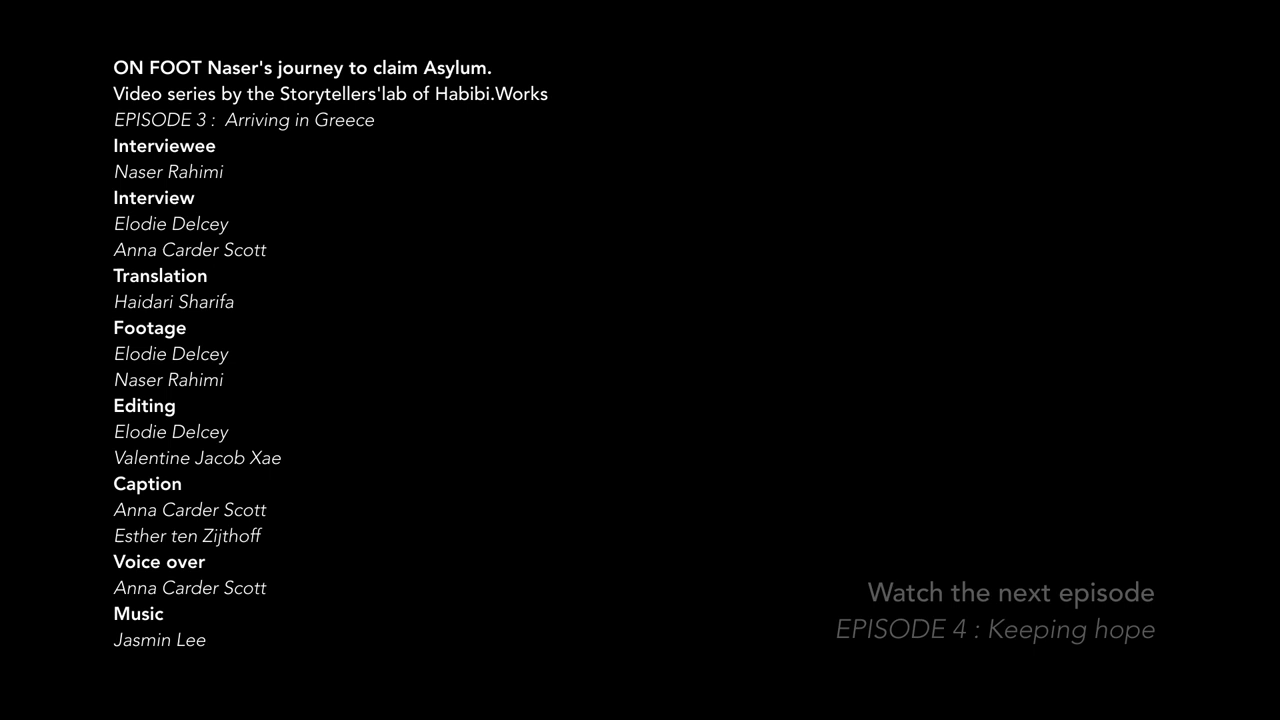 ON FOOT Naser's journey to claim Asylum.
Video series by the Storytellers'lab of Habibi.Works
EPISODE 3 :  Arriving in Greece
Interviewee
Naser Rahimi
Interview
Elodie Delcey
Anna Carder Scott
Translation
Haidari Sharifa
Footage
Elodie Delcey
Naser Rahimi
Editing
Elodie Delcey
Valentine Jacob Xae
Caption
Anna Carder Scott
Esther ten Zijthoff
Voice over
Anna Carder Scott
Music
Jasmin Lee
Watch the next episode
EPISODE 4 : Keeping hope